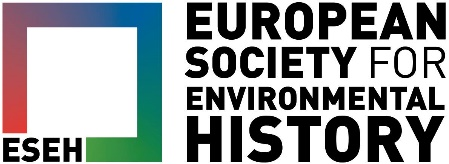 ESEH
EUROPEAN
SOCIETY FOR
ENVIRONMENTAL
HISTORY